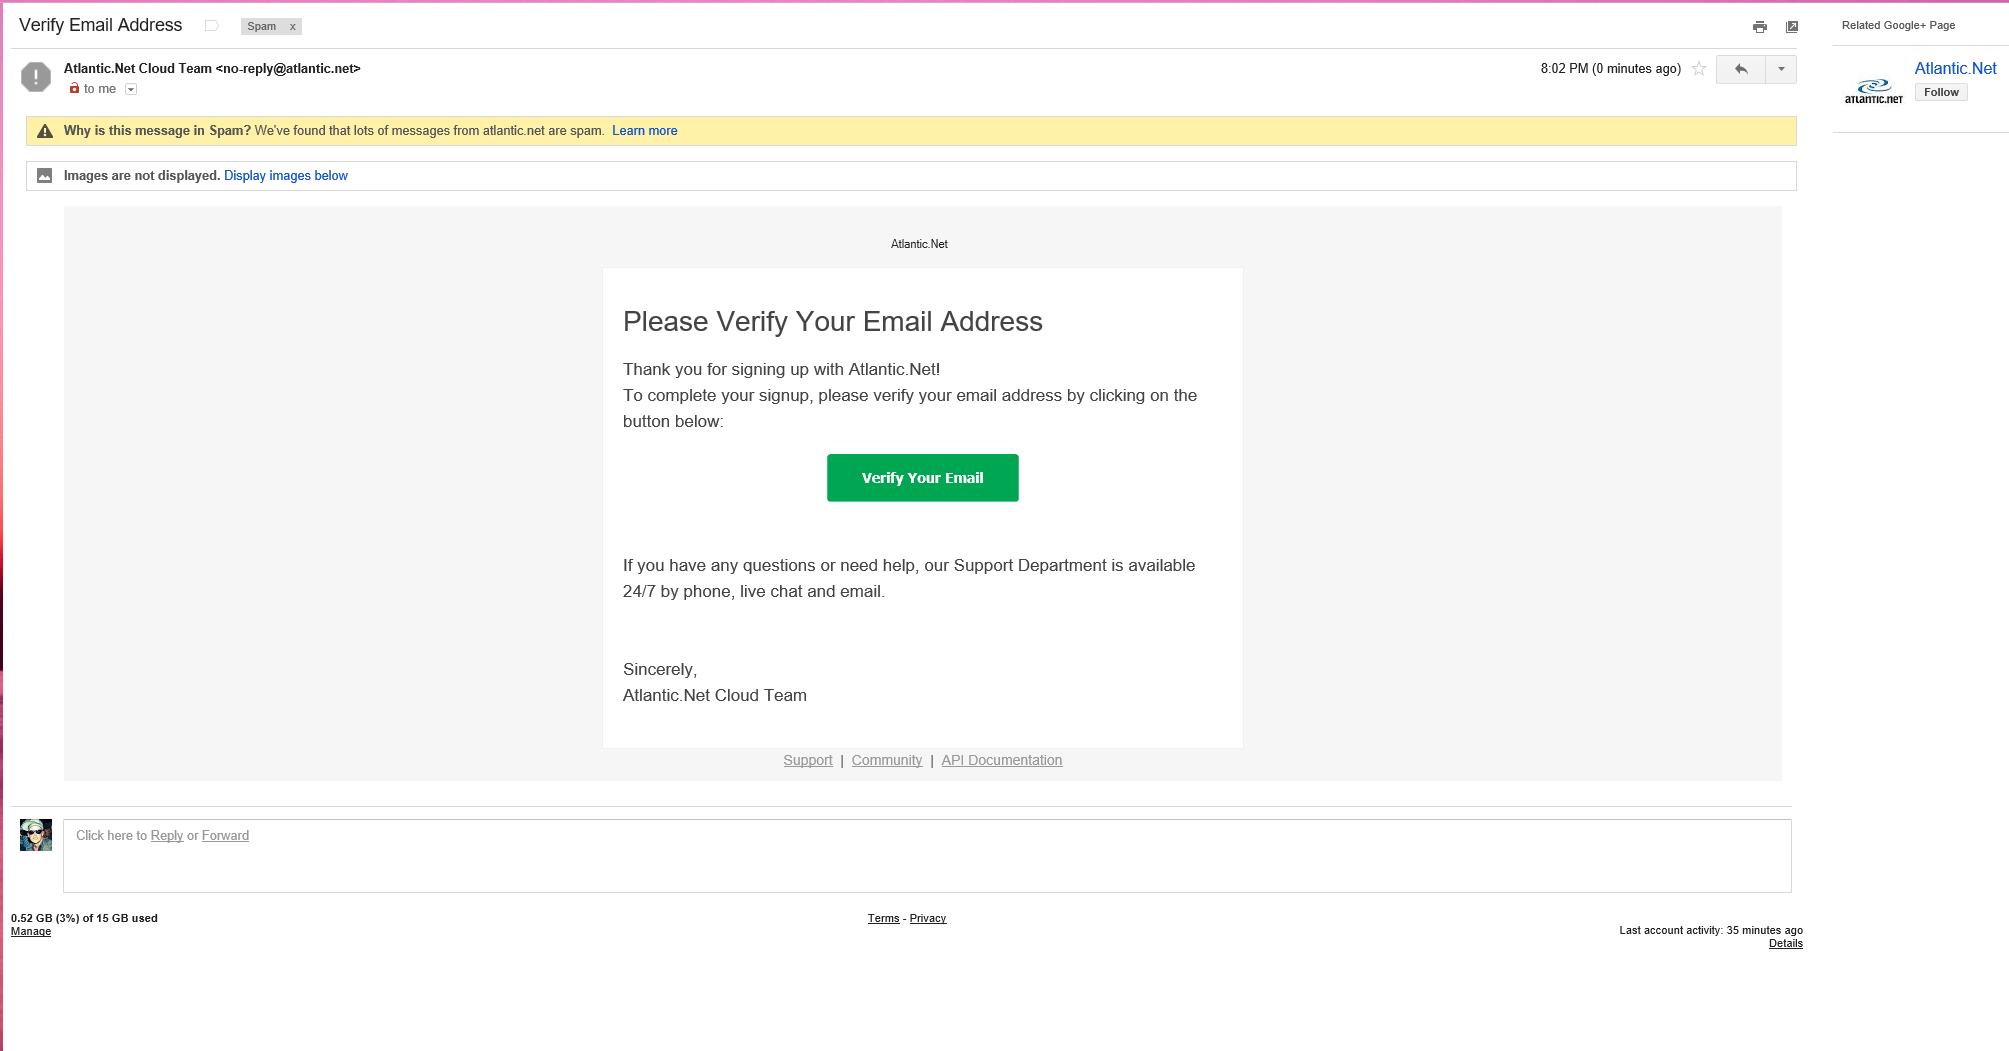 Verify Email Address
Spam x
Related Google+ Page
Atlantic.Net Cloud Team <no-reply@atlantic.net>
8:02 PM (0 minutes ago)
to me
Atlantic.Net
Follow
atlantic.net
Why is this message in Spam? We've found that lots of messages from atlantic.net are spam. Learn more
Images are not displayed. Display images below
Atlantic.Net
Please Verify Your Email Address
Thank you for signing up with Atlantic.Net!
To complete your signup, please verify your email address by clicking on the
button below:
Verify Your Email
If you have any questions or need help, our Support Department is available
24/7 by phone, live chat and email.
Sincerely,
Atlantic.Net Cloud Team
Support | Community | API Documentation
Click here to Reply or Forward
0.52 GB (3%) of 15 GB used
Manage
Terms - Privacy
Last account activity: 35 minutes ago
Details